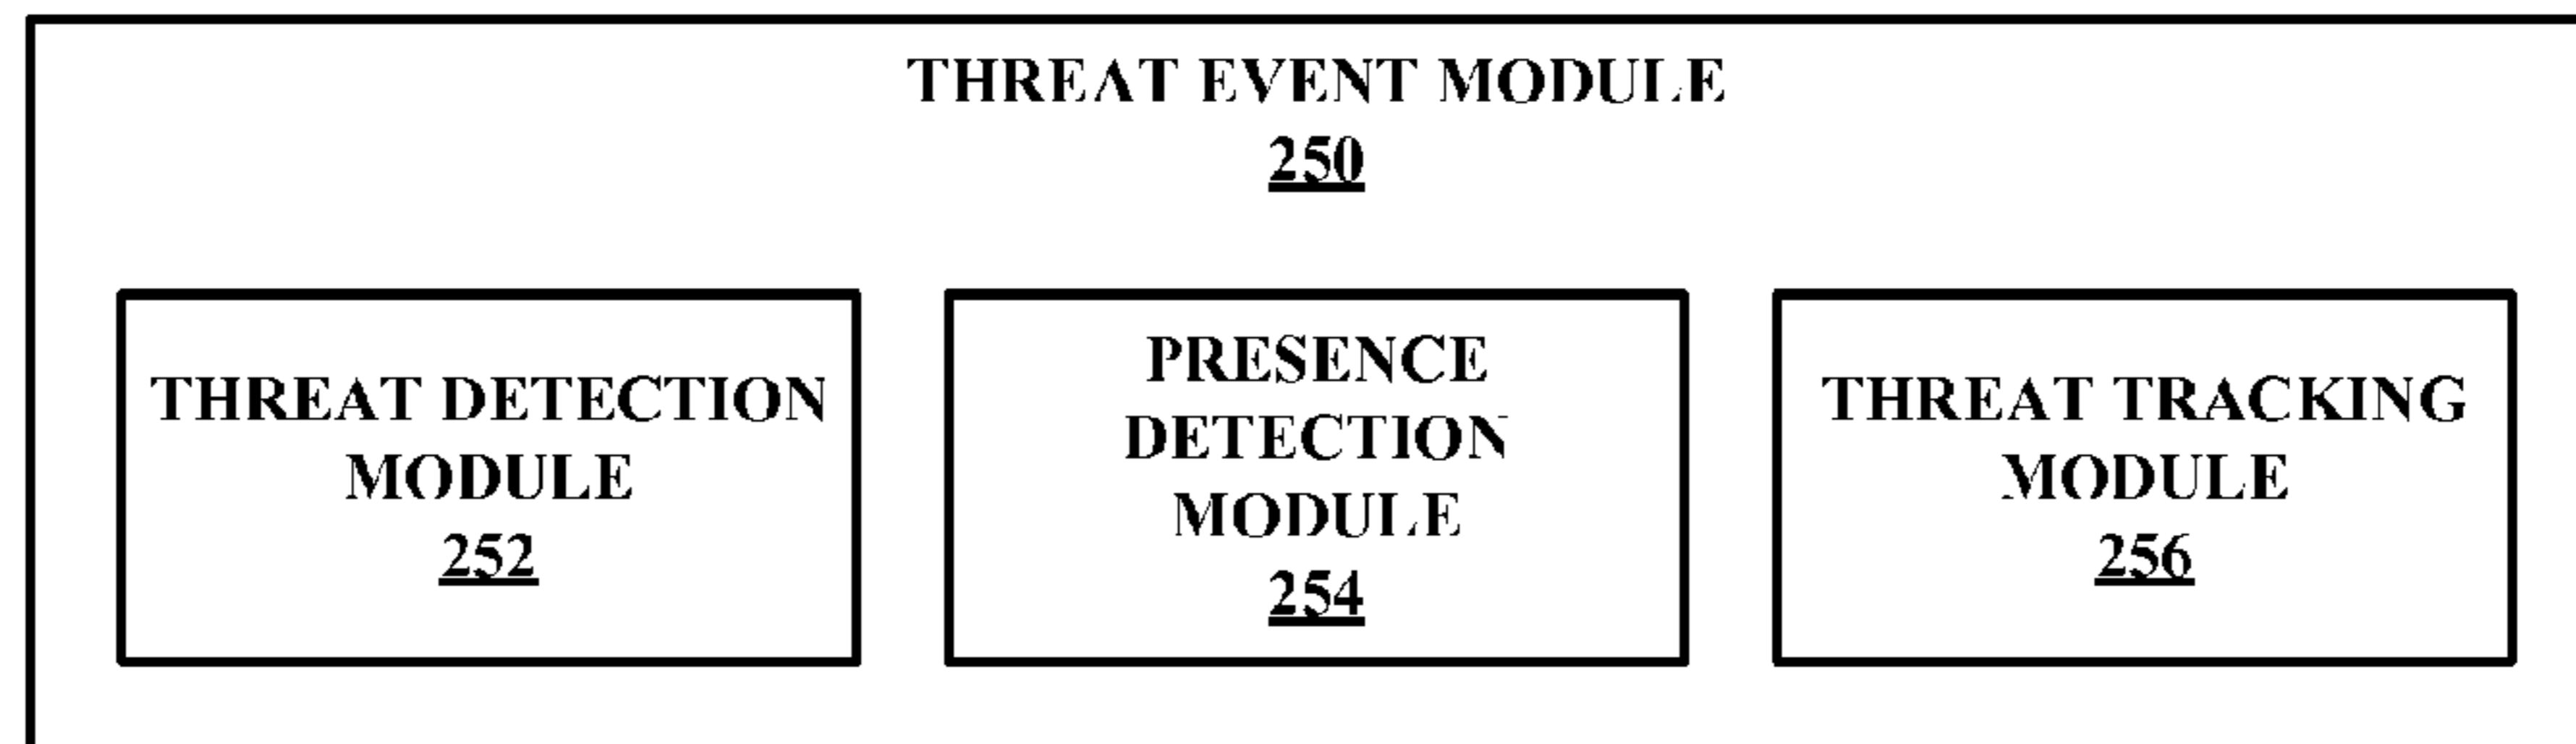 THREAT EVENT MODULE
250
THREAT DETECTION
MODULE
252
PRESENCE
DETECTION
MODULE
254
THREAT TRACKING
MODULE
256